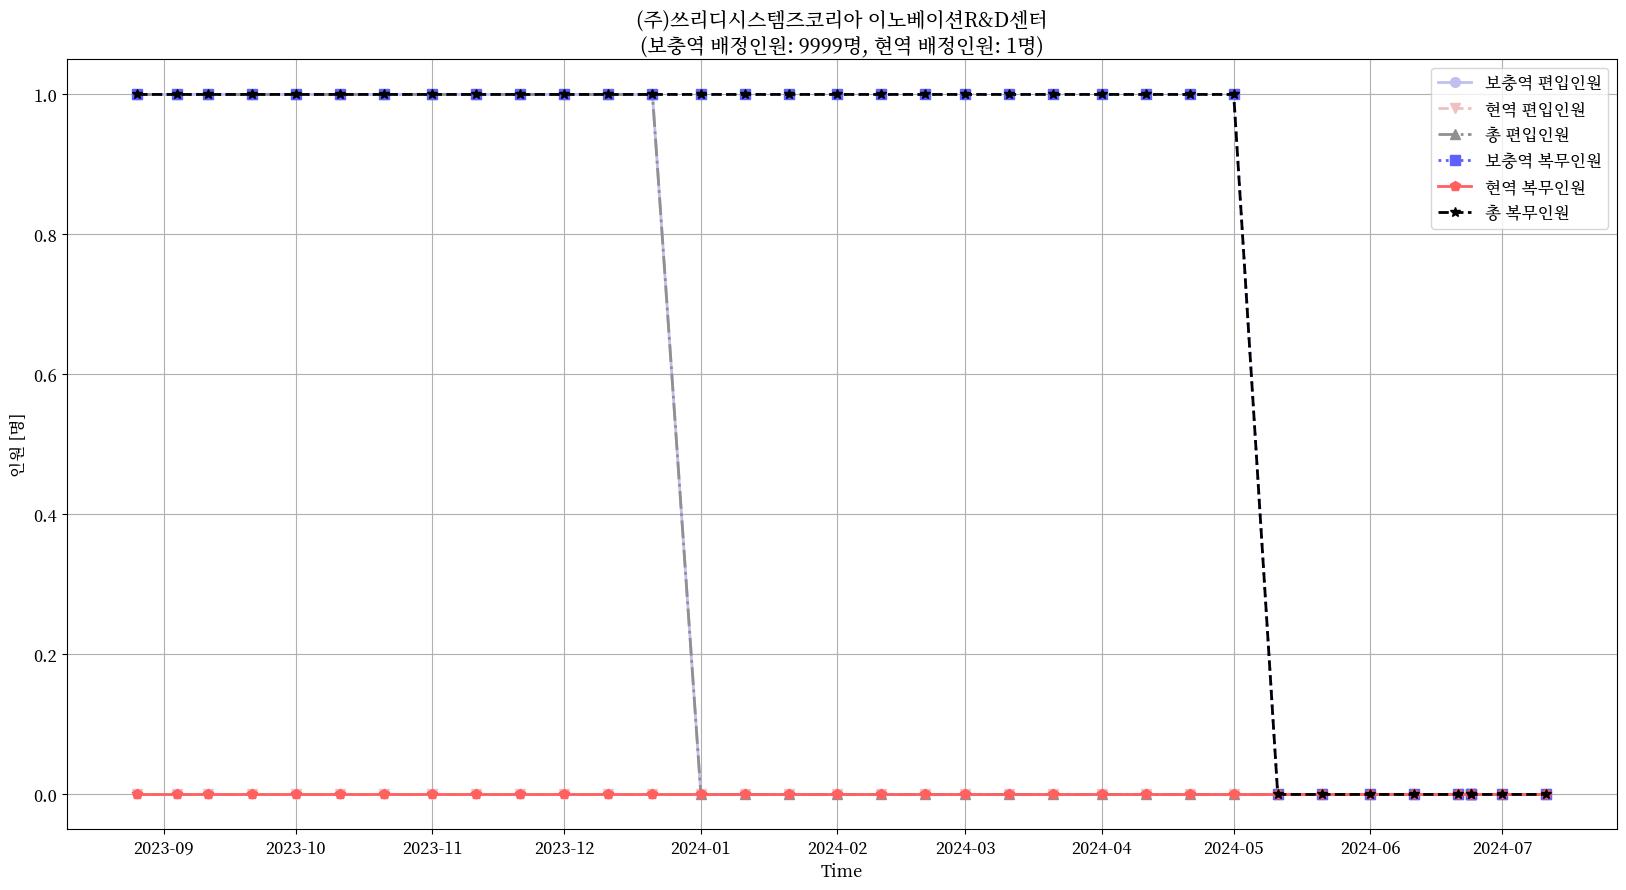 (주)쓰리디시스템즈코리아 이노베이션R&D센터
(보충역 배정인원: 9999명, 현역 배정인원: 1명)
보충역 편입인원
현역 편입인원
총 편입인원
보충역 복무인원
현역 복무인원
총 복무인원
인원 [명]
1.0
0.8
0.6
0.4
0.2
0.0
2023-09
2023-10
2023-11
2023-12
2024-01
2024-02
2024-03
2024-04
2024-05
2024-06
2024-07
Time